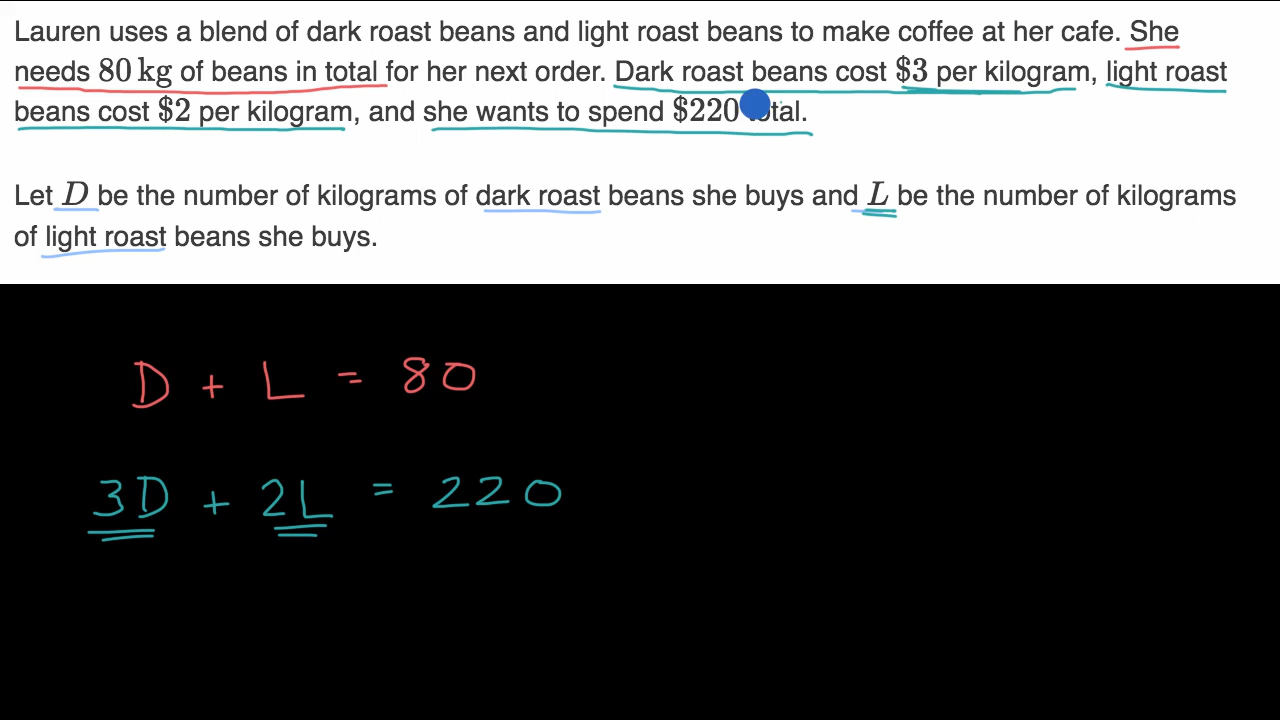 Lauren uses a blend of dark roast beans and light roast beans to make coffee at her cafe. She
needs 80 kg of beans in total for her next order. Dark roast beans cost $3 per kilogram, light roast
beans cost $2 per kilogram, and she wants to spend $220 total.
Let D be the number of kilograms of dark roast beans she buys and L be the number of kilograms
of light roast beans she buys.
D + L = 80
3D + 2L = 220